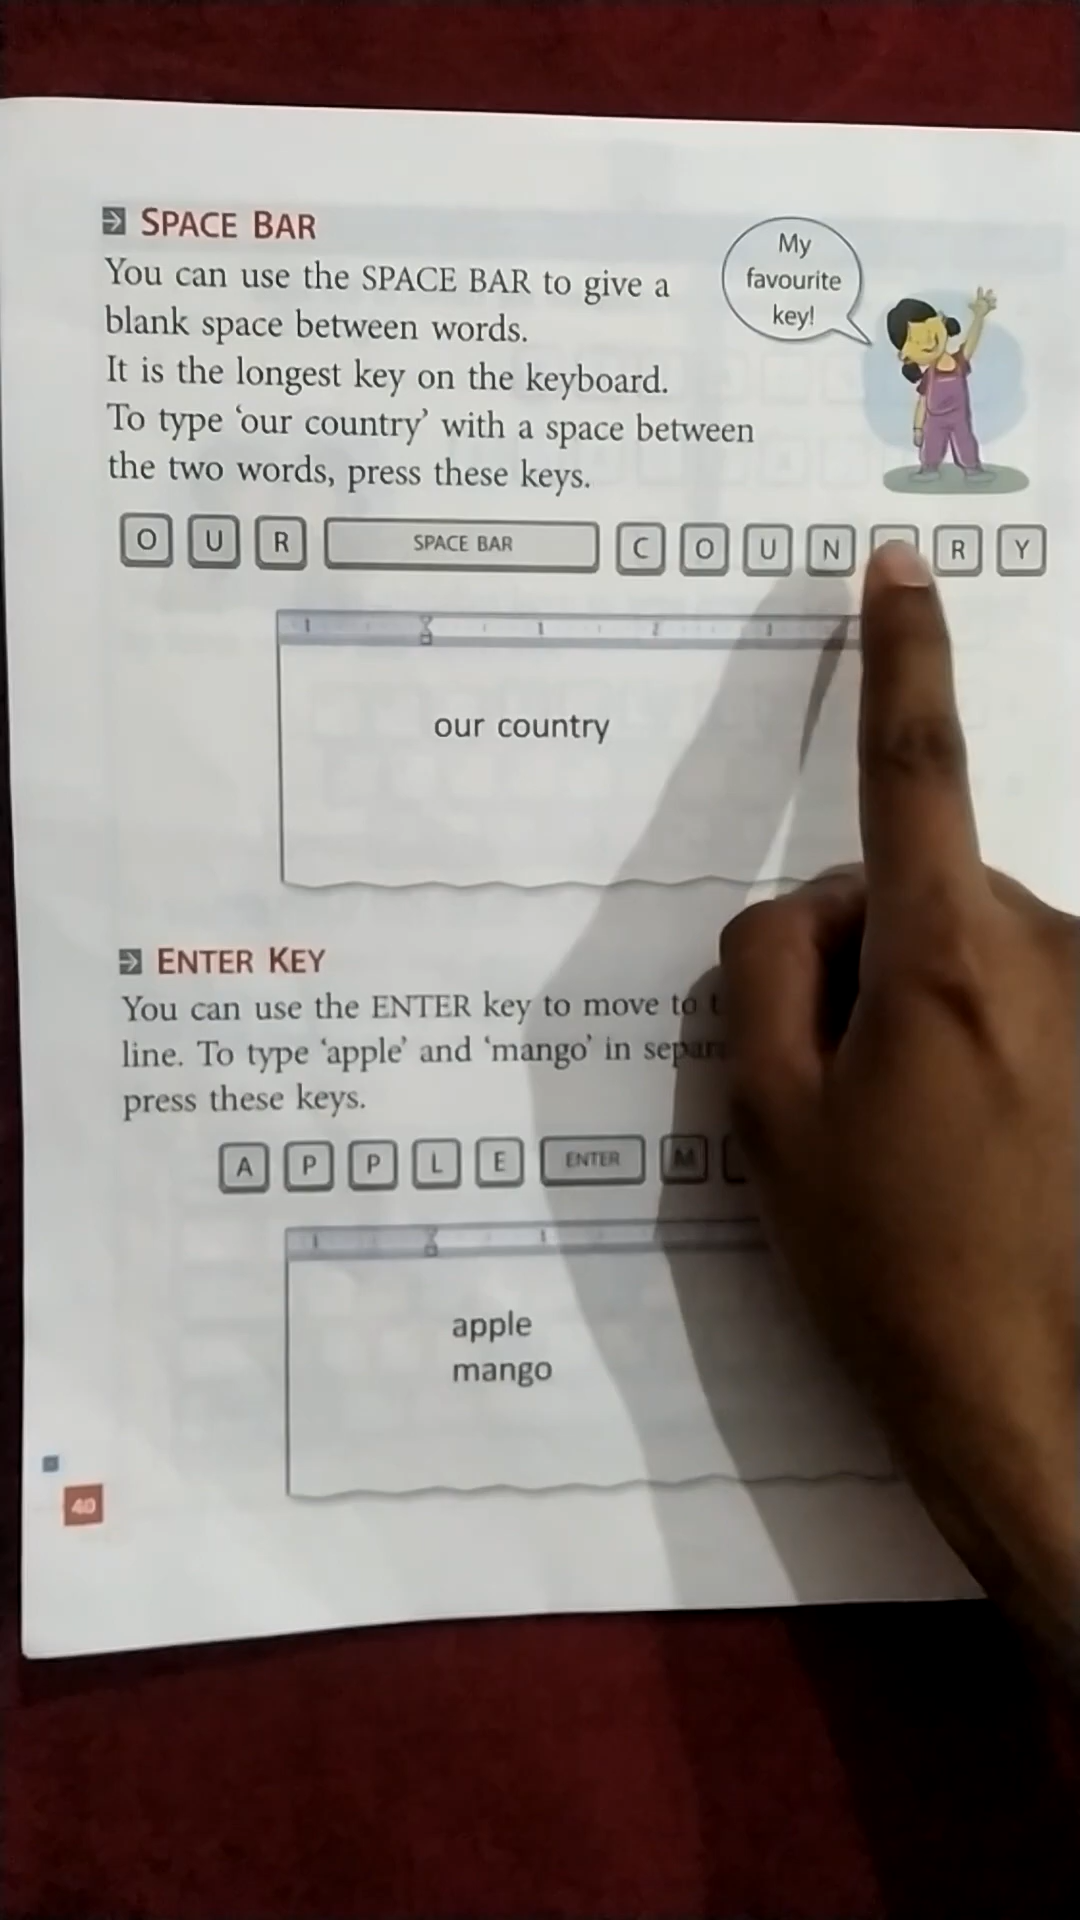 SPACE BAR
You can use the SPACE BAR to give a
blank space between words.
It is the longest key on the keyboard.
To type ‘our country’ with a space between
the two words, press these keys.
My
favourite
key!
O U R SPACE BAR C O U N R Y
our country
ENTER KEY
You can use the ENTER key to move to
line. To type ‘apple’ and ‘mango’ in
press these keys.
A P P L E ENTER M
apple
mango
40